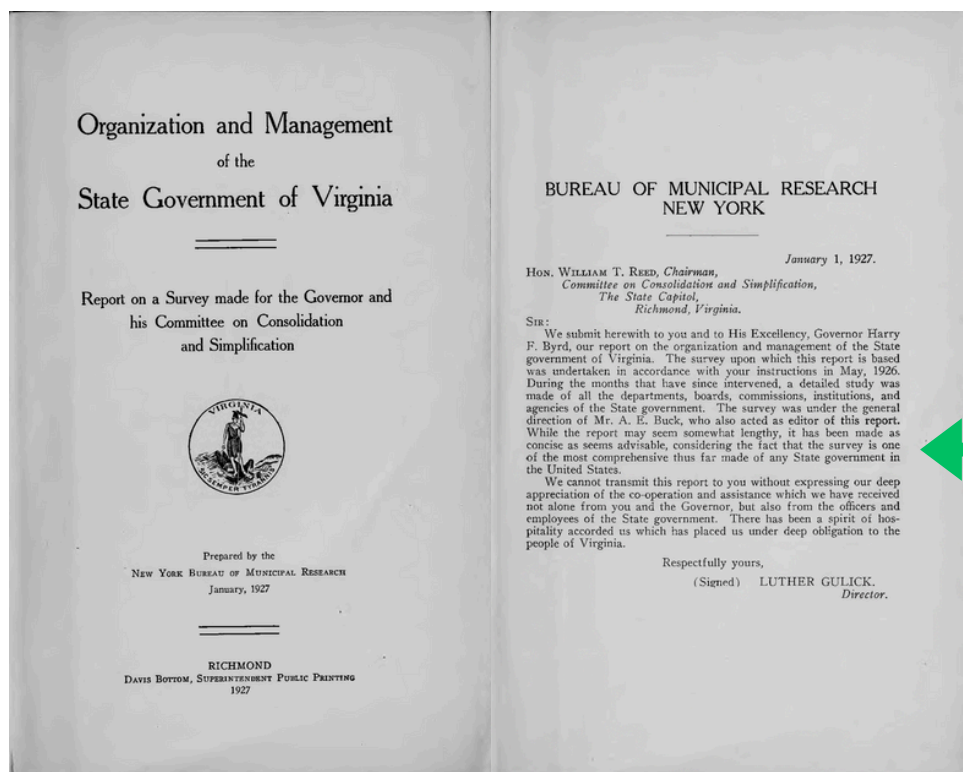 Organization and Management
of the
State Government of Virginia
Report on a Survey made for the Governor and
his Committee on Consolidation
and Simplification
VIRGINIA
SIC SEMPER TYRANNIS
Prepared by the
NEW YORK BUREAU OF MUNICIPAL RESEARCH
January, 1927
RICHMOND
DAVIS BOTTOM, SUPERINTENDENT PUBLIC PRINTING
1927
BUREAU OF MUNICIPAL RESEARCH
NEW YORK
January 1, 1927.
HON. WILLIAM T. REED, Chairman,
Committee on Consolidation and Simplification,
The State Capitol,
Richmond, Virginia.
SIR:
We submit herewith to you and to His Excellency, Governor Harry
F. Byrd, our report on the organization and management of the State
government of Virginia. The survey upon which this report is based
was undertaken in accordance with your instructions in May, 1926.
During the months that have since intervened, a detailed study was
made of all the departments, boards, commissions, institutions, and
agencies of the State government. The survey was under the general
direction of Mr. A. E. Buck, who also acted as editor of this report.
While the report may seem somewhat lengthy, it has been made as
concise as seems advisable, considering the fact that the survey is one
of the most comprehensive thus far made of any State government in
the United States.
We cannot transmit this report to you without expressing our deep
appreciation of the co-operation and assistance which we have received
not alone from you and the Governor, but also from the officers and
employees of the State government. There has been a spirit of hos-
pitality accorded us which has placed us under deep obligation to the
people of Virginia.
Respectfully yours,
(Signed) LUTHER GULICK.
Director.